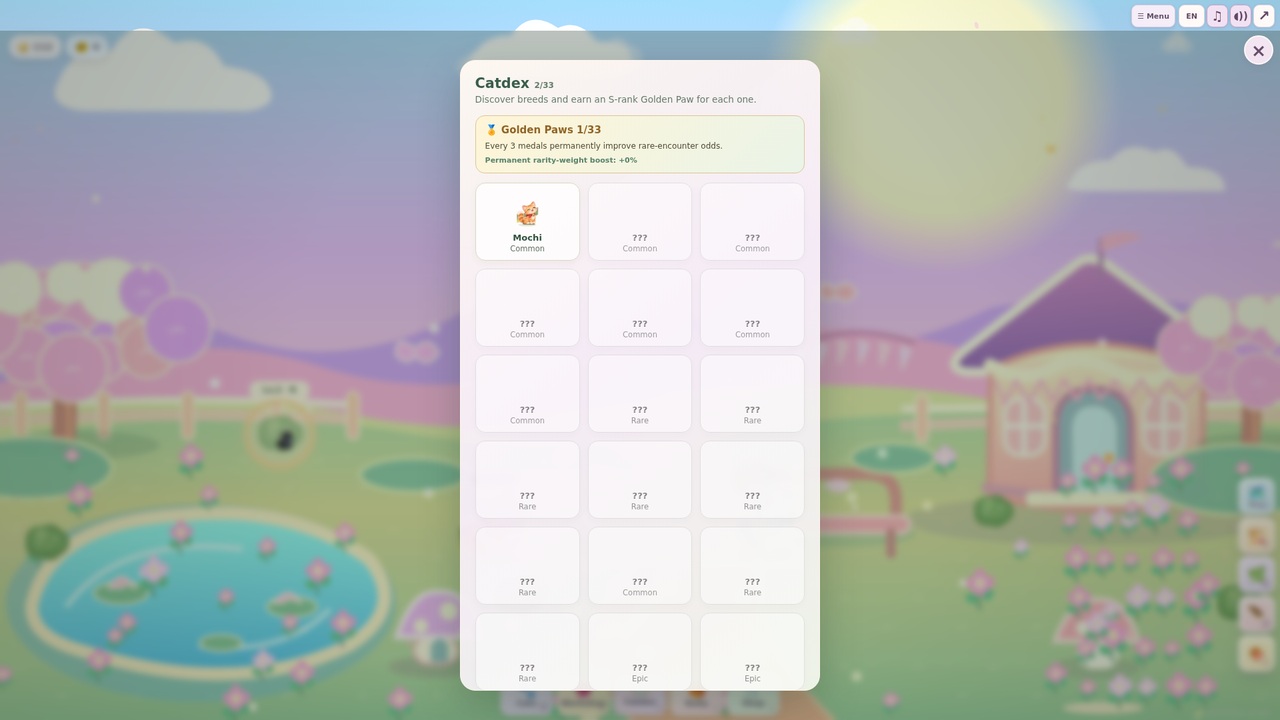 ☰ Menu
EN
Catdex 2/33
Discover breeds and earn an S-rank Golden Paw for each one.
🏅 Golden Paws 1/33
Every 3 medals permanently improve rare-encounter odds.
Permanent rarity-weight boost: +0%
Mochi
Common
???
Common
???
Common
???
Common
???
Common
???
Common
???
Common
???
Rare
???
Rare
???
Rare
???
Rare
???
Rare
???
Rare
???
Common
???
Rare
???
Rare
???
Epic
???
Epic